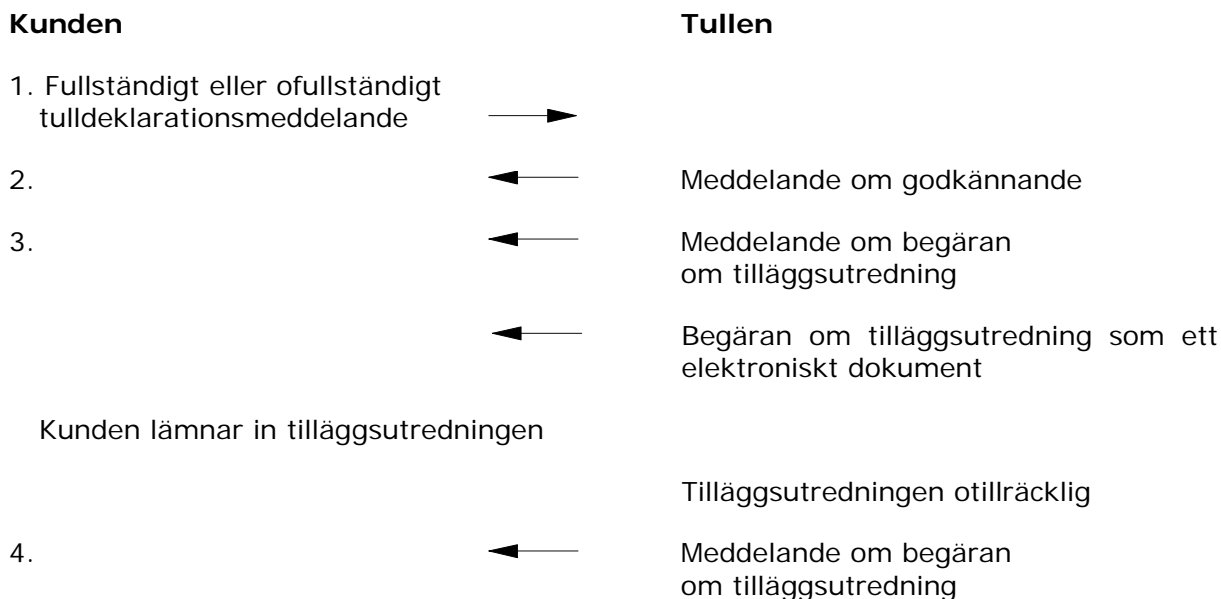 Kunden Tullen
1. Fullständigt eller ofullständigt
tulldeklarationsmeddelande
2. Meddelande om godkännande
3. Meddelande om begäran
om tilläggsutredning
Begäran om tilläggsutredning som ett
elektroniskt dokument
Kunden lämnar in tilläggsutredningen
Tilläggsutredningen otillräcklig
4. Meddelande om begäran
om tilläggsutredning